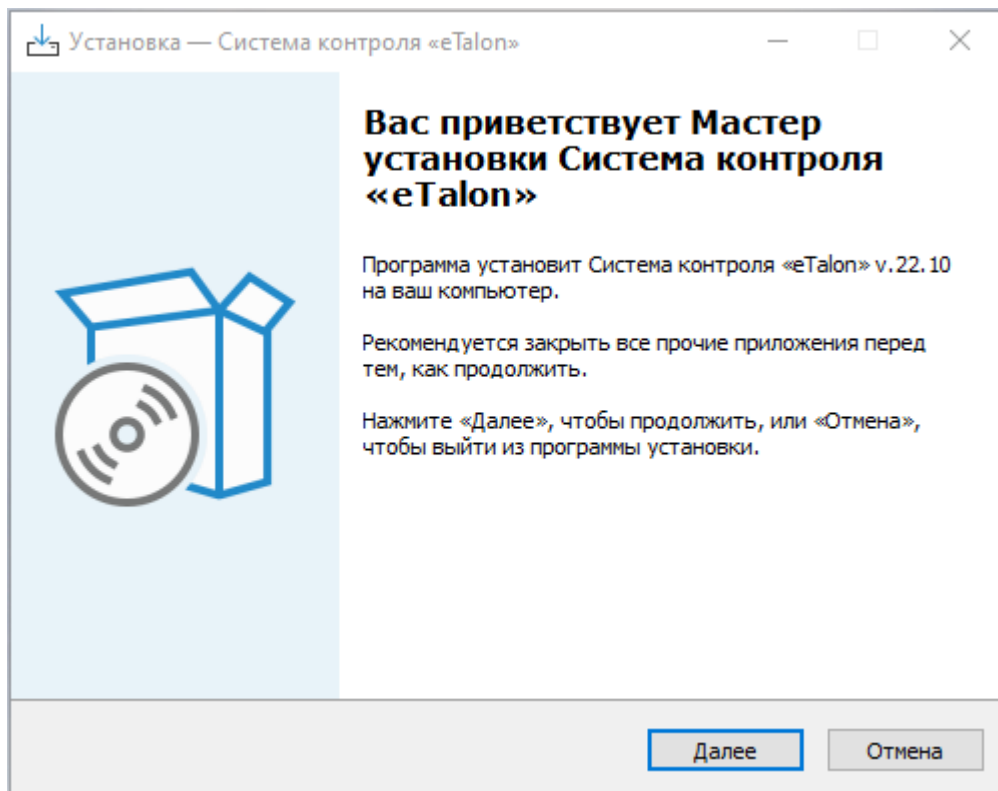 Установка — Система контроля «eTalon»
Вас приветствует Мастер
установки Система контроля
«eTalon»
Программа установит Система контроля «eTalon» v.22.10
на ваш компьютер.
Рекомендуется закрыть все прочие приложения перед
тем, как продолжить.
Нажмите «Далее», чтобы продолжить, или «Отмена»,
чтобы выйти из программы установки.
Далее
Отмена